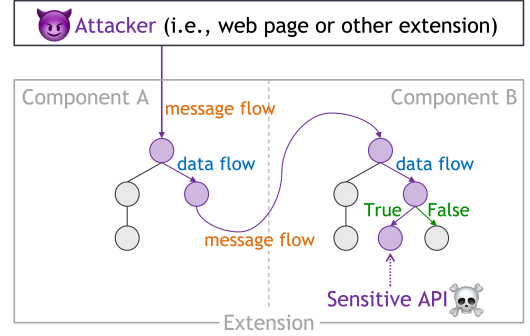 Attacker (i.e., web page or other extension)
Component A
Component B
message flow
data flow
data flow
True
False
message flow
Sensitive API
Extension